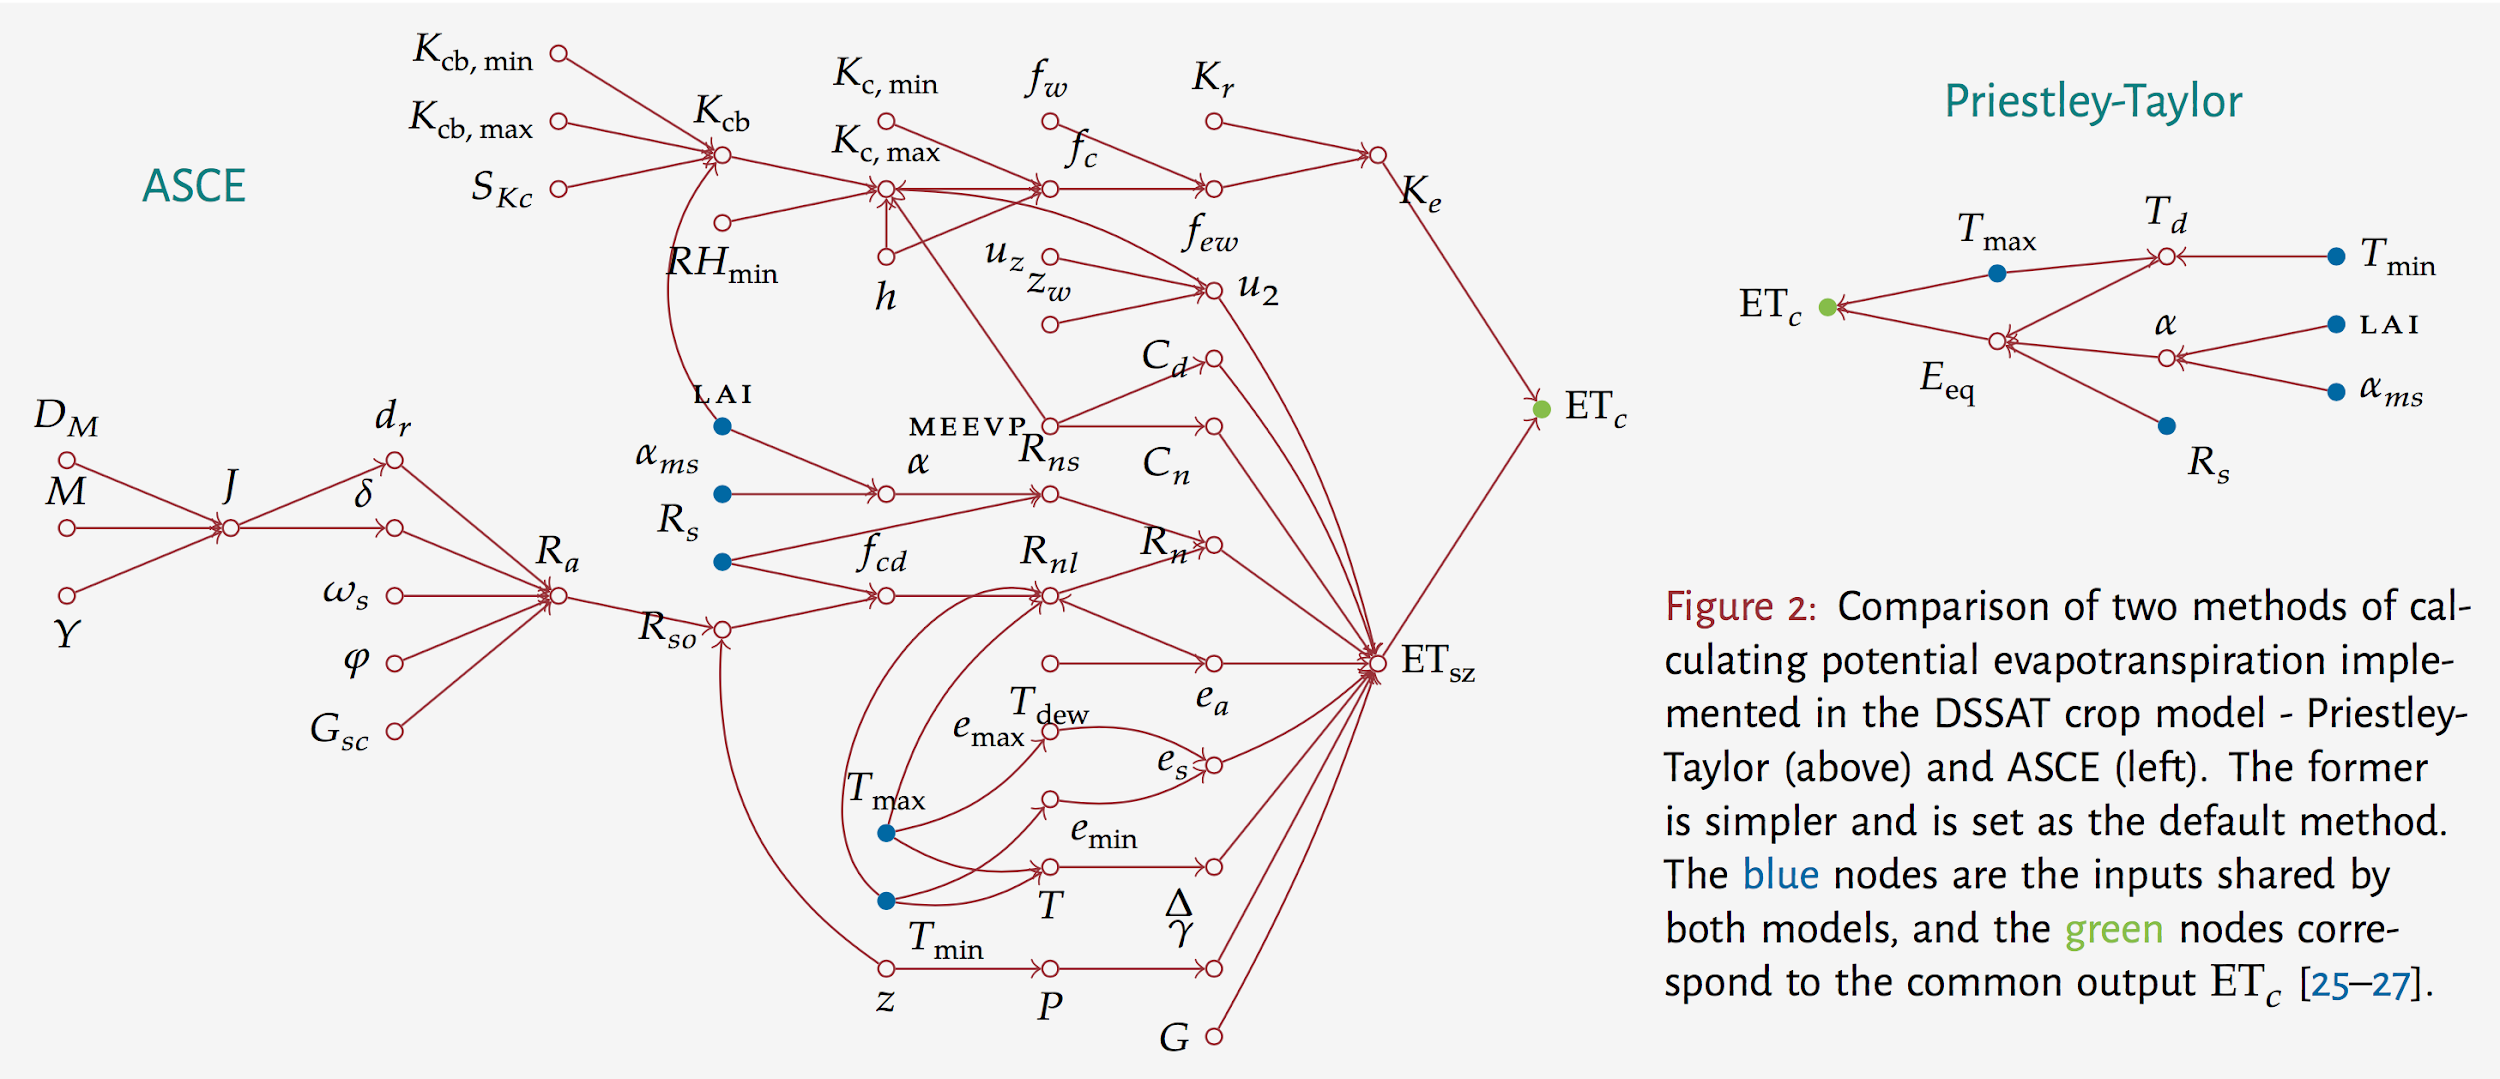 K_cb, min
K_c, min
f_w
K_r
Priestley-Taylor
K_cb, max
K_cb
K_c, max
f_c
ASCE
S_Kc
K_e
T_d
T_max
f_ew
RH_min
u_z
T_min
h
z_w
u_2
ET_c
α
LAI
C_d
E_eq
LAI
α_ms
ET_c
D_M
d_r
MEEVP
α_ms
α
R_ns
C_n
R_s
M
J
δ
R_s
f_cd
R_nl
R_n
R_a
ω_s
Y
R_so
φ
ET_sz
T_dew
e_a
G_sc
e_max
e_s
T_max
e_min
T
Δ
γ
T_min
z
P
G
Figure 2: Comparison of two methods of cal-
culating potential evapotranspiration imple-
mented in the DSSAT crop model - Priestley-
Taylor (above) and ASCE (left). The former
is simpler and is set as the default method.
The blue nodes are the inputs shared by
both models, and the green nodes corre-
spond to the common output ET_c [25–27].